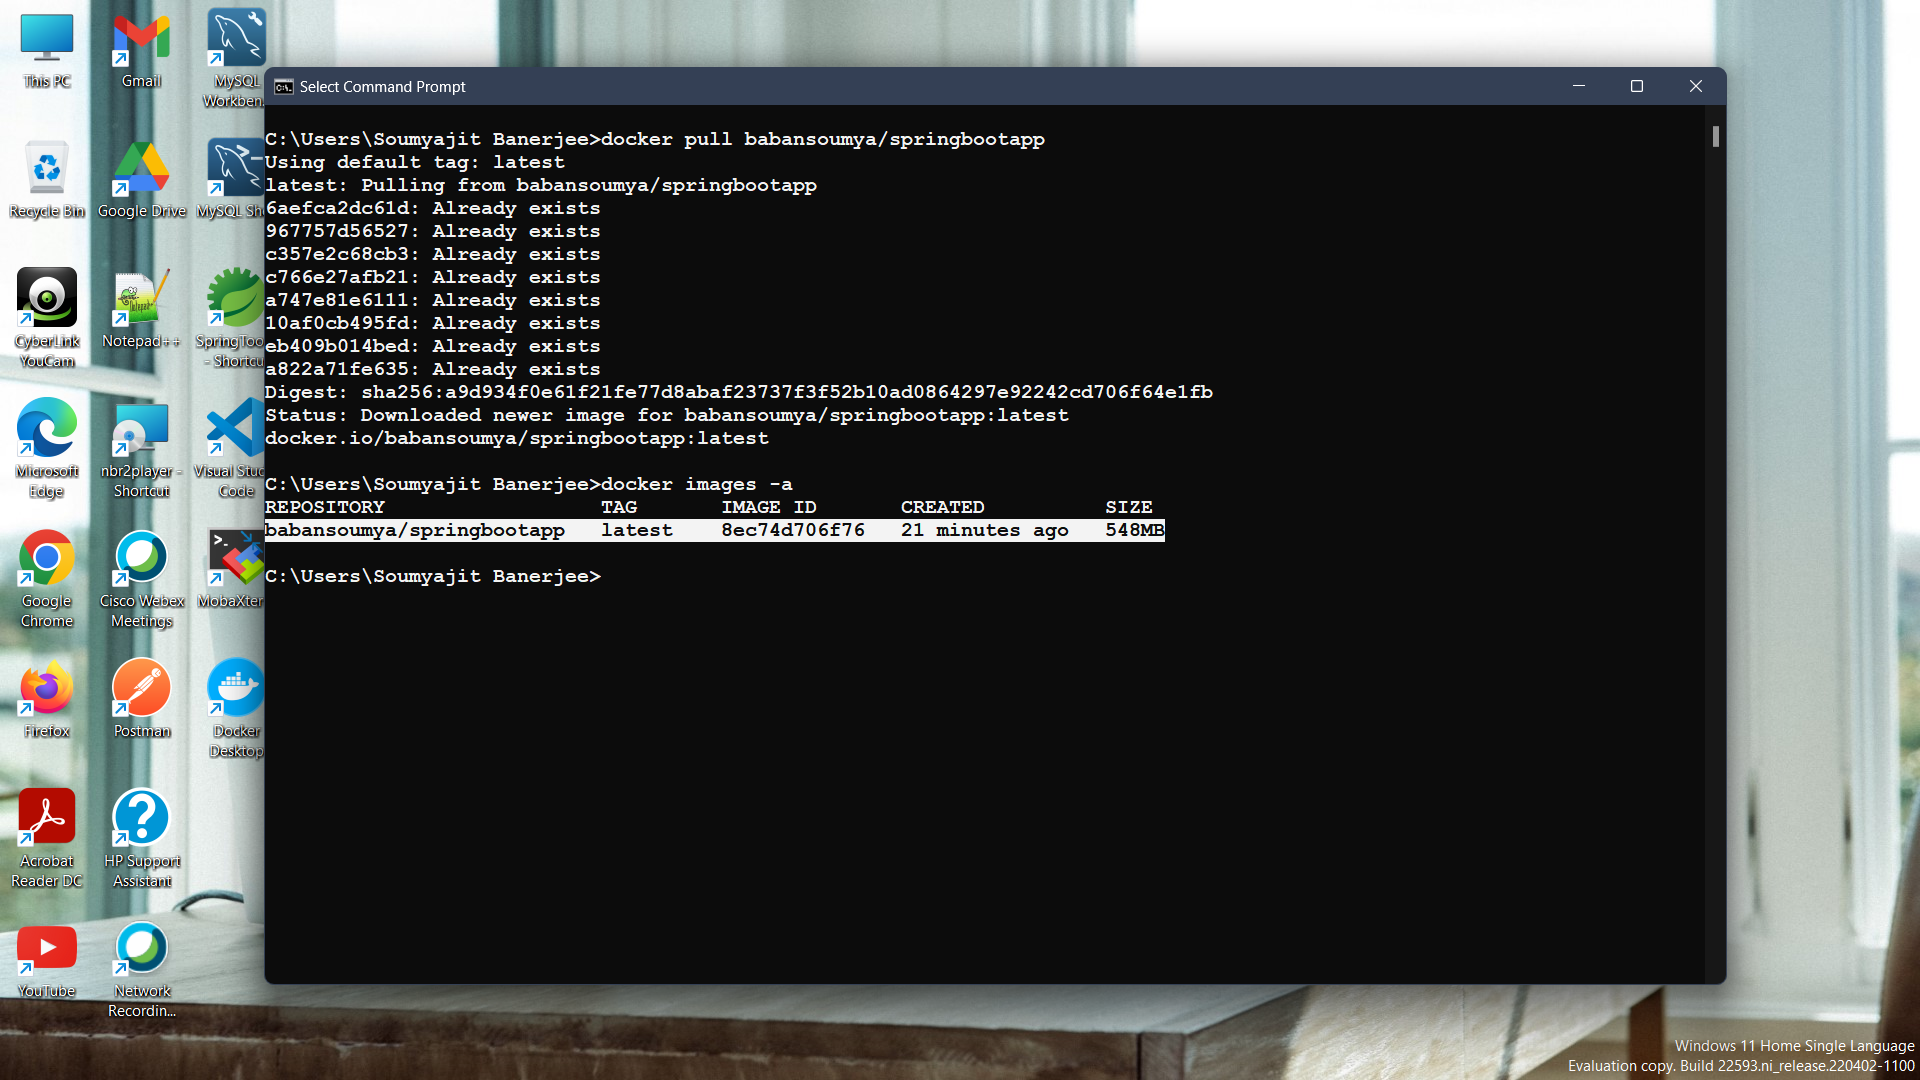 This PC
Gmail
MySQL
Workben
Recycle Bin
Google Drive
MySQL Sh
CyberLink
YouCam
Notepad++
SpringToo
- Shortcu
Microsoft
Edge
nbr2player -
Shortcut
Visual Stud
Code
Google
Chrome
Cisco Webex
Meetings
MobaXter
Firefox
Postman
Docker
Desktop
Acrobat
Reader DC
HP Support
Assistant
YouTube
Network
Recordin...
Select Command Prompt
C:\Users\Soumyajit Banerjee>docker pull babansoumya/springbootapp
Using default tag: latest
latest: Pulling from babansoumya/springbootapp
6aefca2dc61d: Already exists
967757d56527: Already exists
c357e2c68cb3: Already exists
c766e27afb21: Already exists
a747e81e6111: Already exists
10af0cb495fd: Already exists
eb409b014bed: Already exists
a822a71fe635: Already exists
Digest: sha256:a9d934f0e61f21fe77d8abaf23737f3f52b10ad0864297e92242cd706f64e1fb
Status: Downloaded newer image for babansoumya/springbootapp:latest
docker.io/babansoumya/springbootapp:latest
C:\Users\Soumyajit Banerjee>docker images -a
REPOSITORY TAG IMAGE ID CREATED SIZE
babansoumya/springbootapp latest 8ec74d706f76 21 minutes ago 548MB
C:\Users\Soumyajit Banerjee>
Windows 11 Home Single Language
Evaluation copy. Build 22593.ni_release.220402-1100